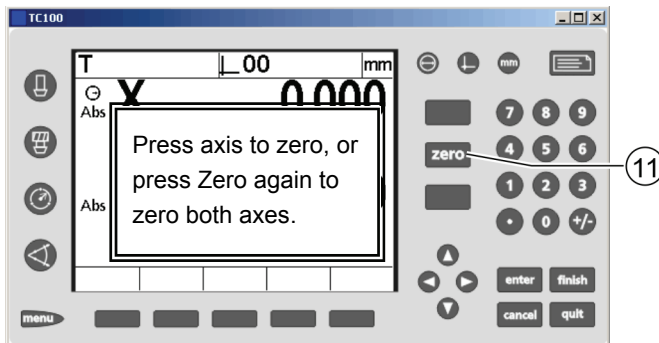 TC100
T
00
mm
X
0.000
Abs
Press axis to zero, or
press Zero again to
zero both axes.
Abs
menu
mm
7 8 9
zero
4 5 6
1 2 3
• 0 +/-
enter finish
cancel quit
11